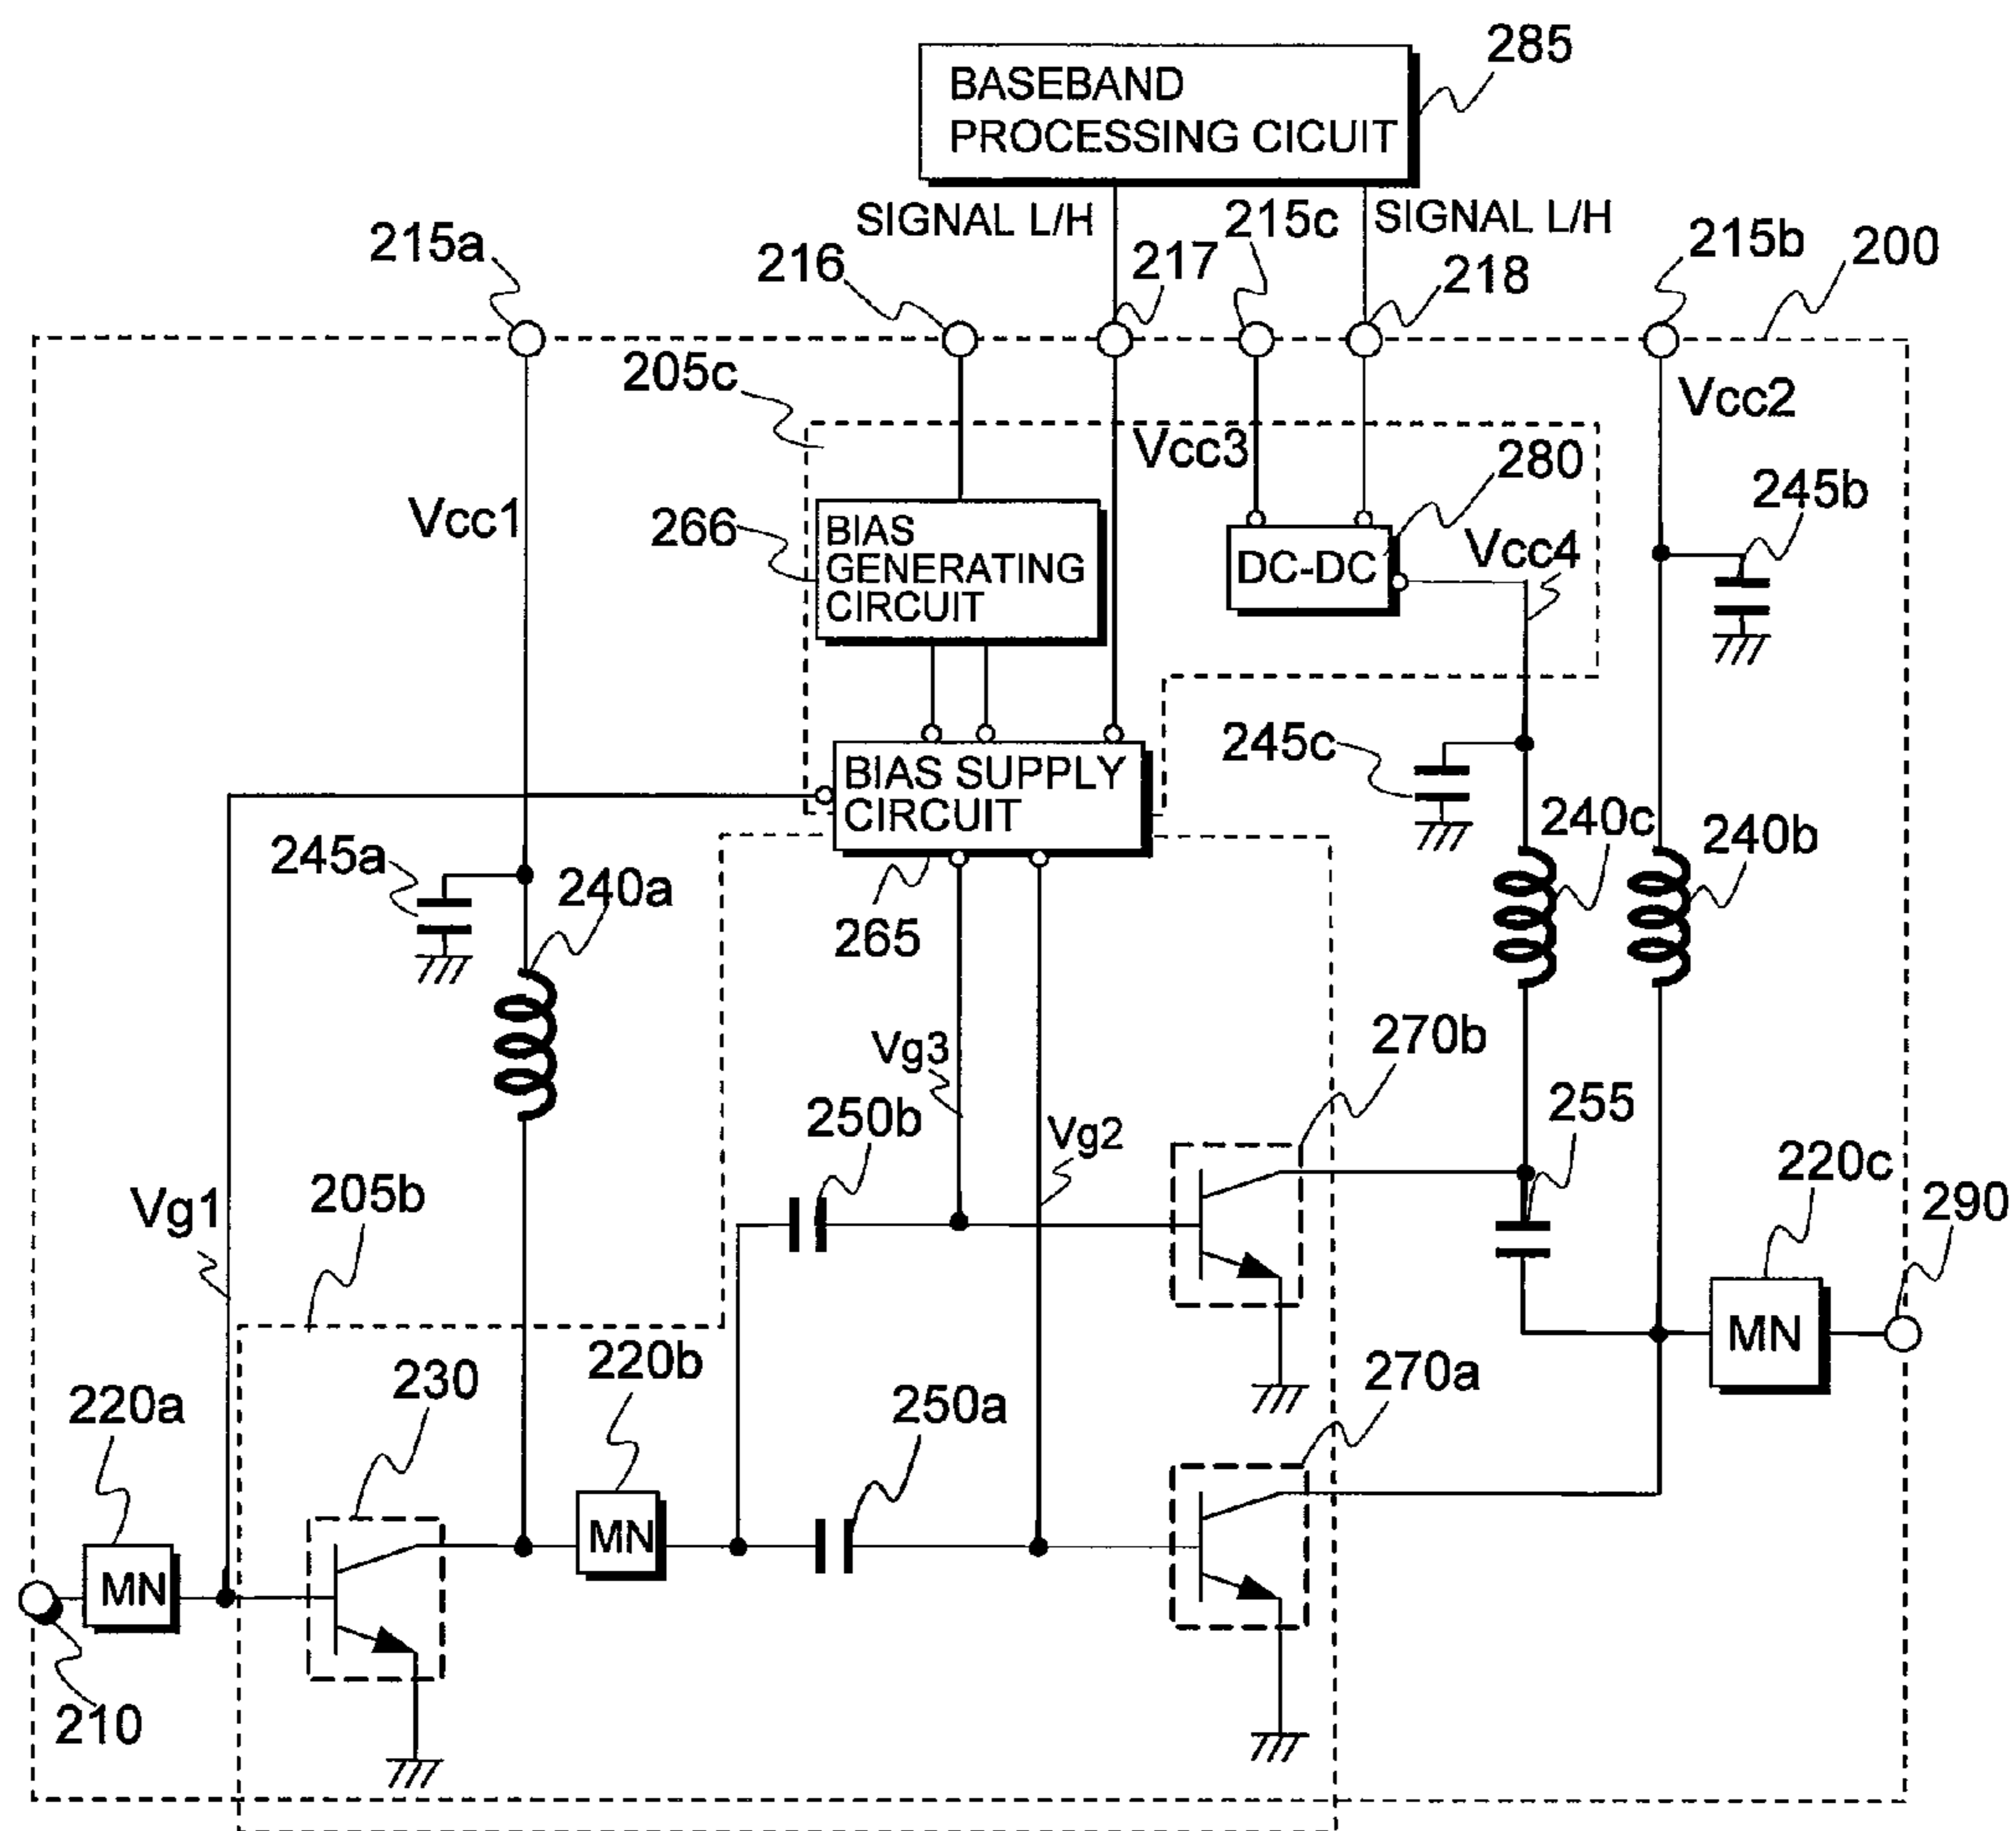 285
BASEBAND
PROCESSING CICUIT
SIGNAL L/H
215c
SIGNAL L/H
215a
216
217
218
215b
200
205c
Vcc3
Vcc2
Vcc1
266
BIAS
GENERATING
CIRCUIT
280
DC-DC
Vcc4
245b
BIAS SUPPLY
CIRCUIT
245c
240c
240b
245a
240a
265
Vg3
270b
250b
Vg2
255
220c
Vg1
205b
290
MN
230
220b
270a
220a
250a
MN
MN
210